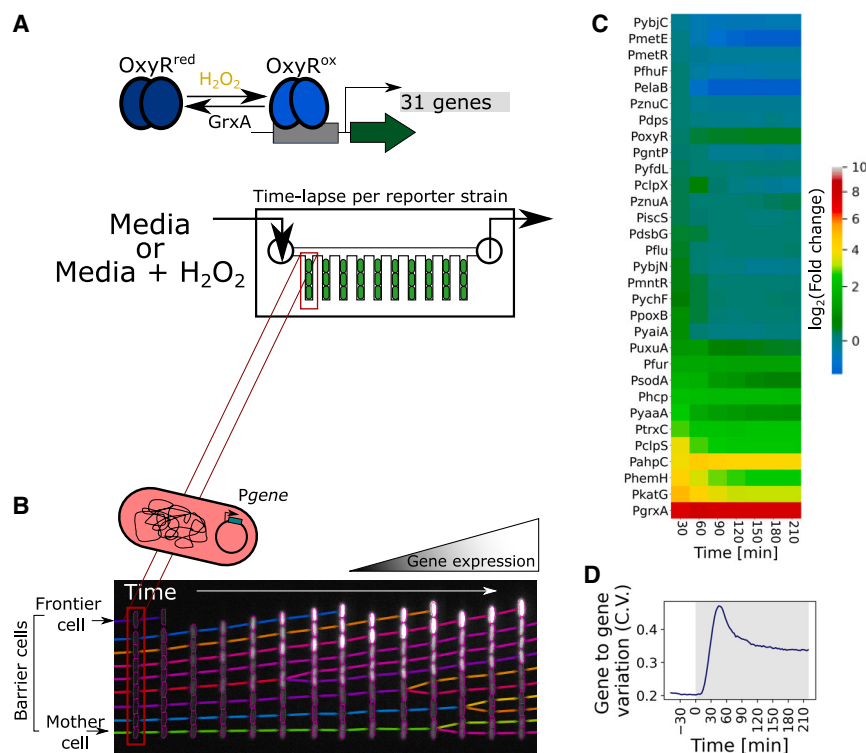 A
OxyRred
H2O2
OxyRox
GrxA
31 genes
Time-lapse per reporter strain
Media
or
Media + H2O2
B
Pgene
Gene expression
Time
Frontier
cell
Barrier cells
Mother
cell
C
PybjC
PmetE
PmetR
PfhuF
PelaB
PznuC
Pdps
PoxyR
PgntP
PyfdL
PclpX
PznuA
PiscS
PdsbG
Pflu
PybjN
PmntR
PychF
PpoxB
PyaiA
PuxuA
Pfur
PsodA
Phcp
PyaaA
PtrxC
PclpS
PahpC
PhemH
PkatG
PgrxA
30
60
90
120
150
180
210
Time [min]
10
8
6
4
2
0
log2(Fold change)
D
Gene to gene
variation (C.V.)
0.4
0.3
0.2
−30
0
30
60
90
120
150
180
210
Time [min]